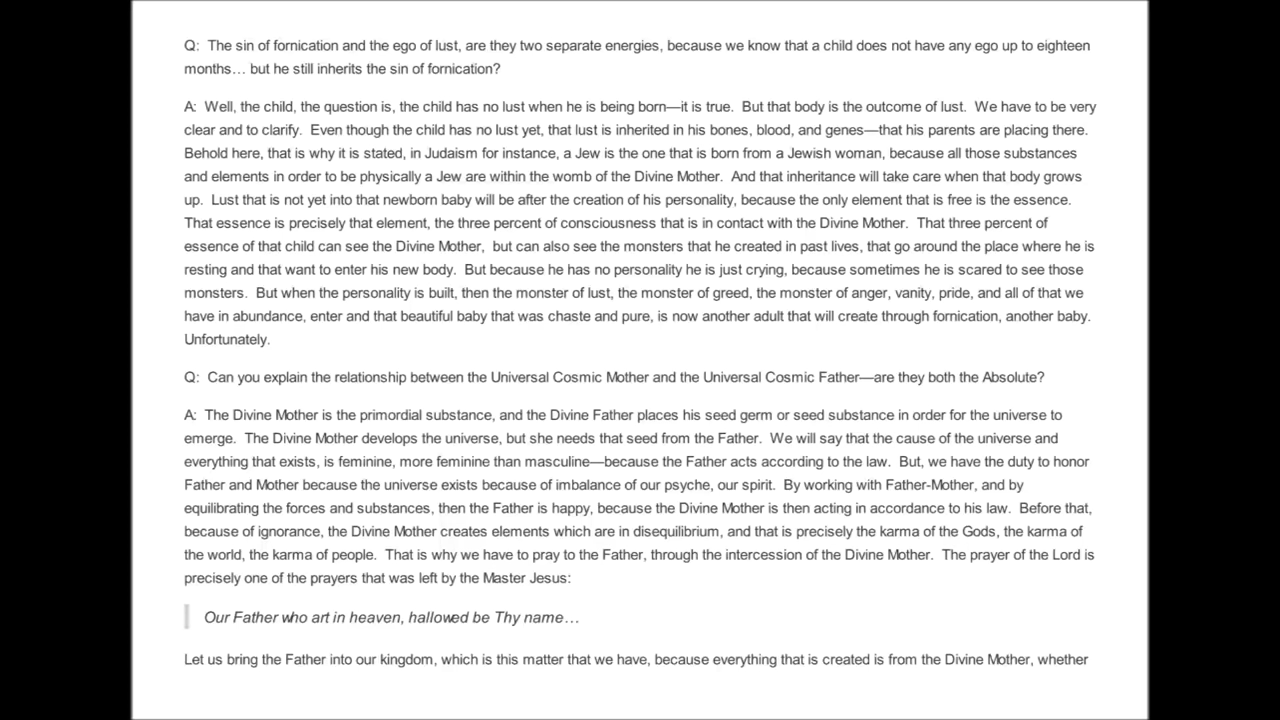 Q:  The sin of fornication and the ego of lust, are they two separate energies, because we know that a child does not have any ego up to eighteen
months… but he still inherits the sin of fornication?
A:  Well, the child, the question is, the child has no lust when he is being born—it is true.  But that body is the outcome of lust.  We have to be very
clear and to clarify.  Even though the child has no lust yet, that lust is inherited in his bones, blood, and genes—that his parents are placing there.
Behold here, that is why it is stated, in Judaism for instance, a Jew is the one that is born from a Jewish woman, because all those substances
and elements in order to be physically a Jew are within the womb of the Divine Mother.  And that inheritance will take care when that body grows
up.  Lust that is not yet into that newborn baby will be after the creation of his personality, because the only element that is free is the essence.
That essence is precisely that element, the three percent of consciousness that is in contact with the Divine Mother.  That three percent of
essence of that child can see the Divine Mother,  but can also see the monsters that he created in past lives, that go around the place where he is
resting and that want to enter his new body.  But because he has no personality he is just crying, because sometimes he is scared to see those
monsters.  But when the personality is built, then the monster of lust, the monster of greed, the monster of anger, vanity, pride, and all of that we
have in abundance, enter and that beautiful baby that was chaste and pure, is now another adult that will create through fornication, another baby.
Unfortunately.
Q:  Can you explain the relationship between the Universal Cosmic Mother and the Universal Cosmic Father—are they both the Absolute?
A:  The Divine Mother is the primordial substance, and the Divine Father places his seed germ or seed substance in order for the universe to
emerge.  The Divine Mother develops the universe, but she needs that seed from the Father.  We will say that the cause of the universe and
everything that exists, is feminine, more feminine than masculine—because the Father acts according to the law.  But, we have the duty to honor
Father and Mother because the universe exists because of imbalance of our psyche, our spirit.  By working with Father-Mother, and by
equilibrating the forces and substances, then the Father is happy, because the Divine Mother is then acting in accordance to his law.  Before that,
because of ignorance, the Divine Mother creates elements which are in disequilibrium, and that is precisely the karma of the Gods, the karma of
the world, the karma of people.  That is why we have to pray to the Father, through the intercession of the Divine Mother.  The prayer of the Lord is
precisely one of the prayers that was left by the Master Jesus:
Our Father who art in heaven, hallowed be Thy name…
Let us bring the Father into our kingdom, which is this matter that we have, because everything that is created is from the Divine Mother, whether